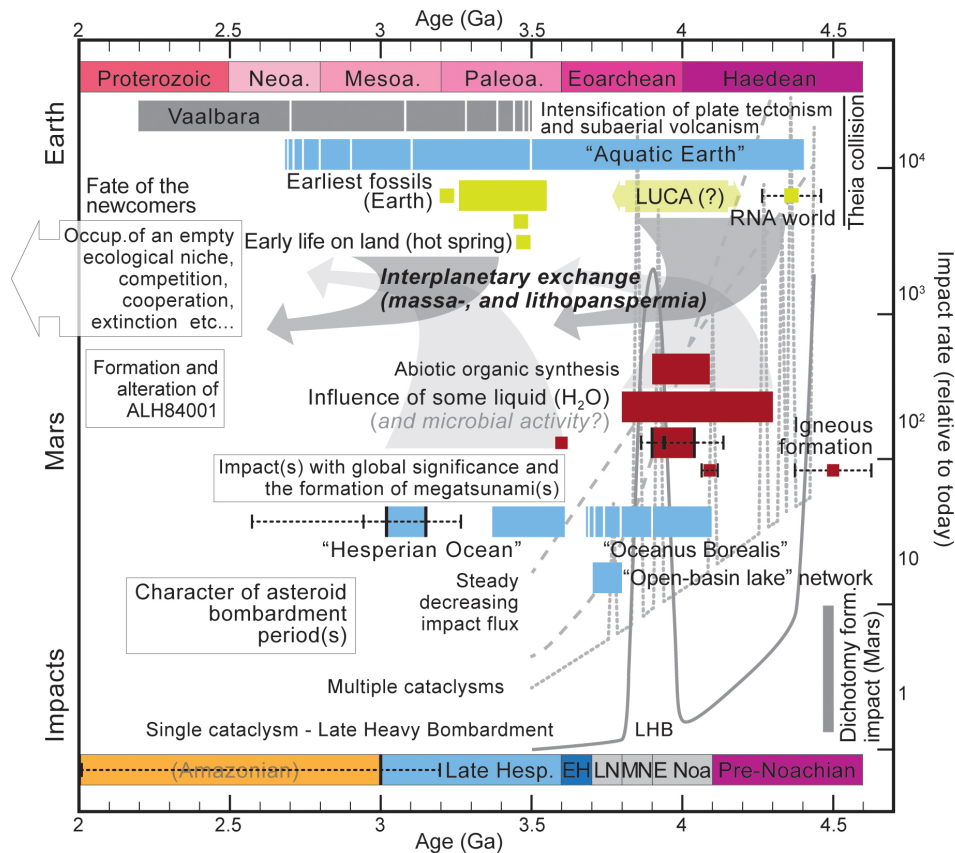 Age (Ga)
2 2.5 3 3.5 4 4.5
Proterozoic Neoa. Mesoa. Paleoa. Eoarchean Haedean
Earth
Vaalbara
Intensification of plate tectonism
and subaerial volcanism
"Aquatic Earth"
Theia collision
10⁴
Fate of the
newcomers
Earliest fossils
(Earth)
LUCA (?)
RNA world
Occup.of an empty
ecological niche,
competition,
cooperation,
extinction etc...
Early life on land (hot spring)
Interplanetary exchange
(massa-, and lithopanspermia)
10³
Impact rate (relative to today)
Mars
Formation and
alteration of
ALH84001
Abiotic organic synthesis
Influence of some liquid (H₂O)
(and microbial activity?)
10²
Igneous
formation
Impact(s) with global significance and
the formation of megatsunami(s)
"Hesperian Ocean"
"Oceanus Borealis"
10
"Open-basin lake" network
Impacts
Character of asteroid
bombardment
period(s)
Steady
decreasing
impact flux
Dichotomy form.
impact (Mars)
Multiple cataclysms
1
Single cataclysm - Late Heavy Bombardment
LHB
(Amazonian) Late Hesp. EH LN MN E Noa Pre-Noachian
2 2.5 3 3.5 4 4.5
Age (Ga)